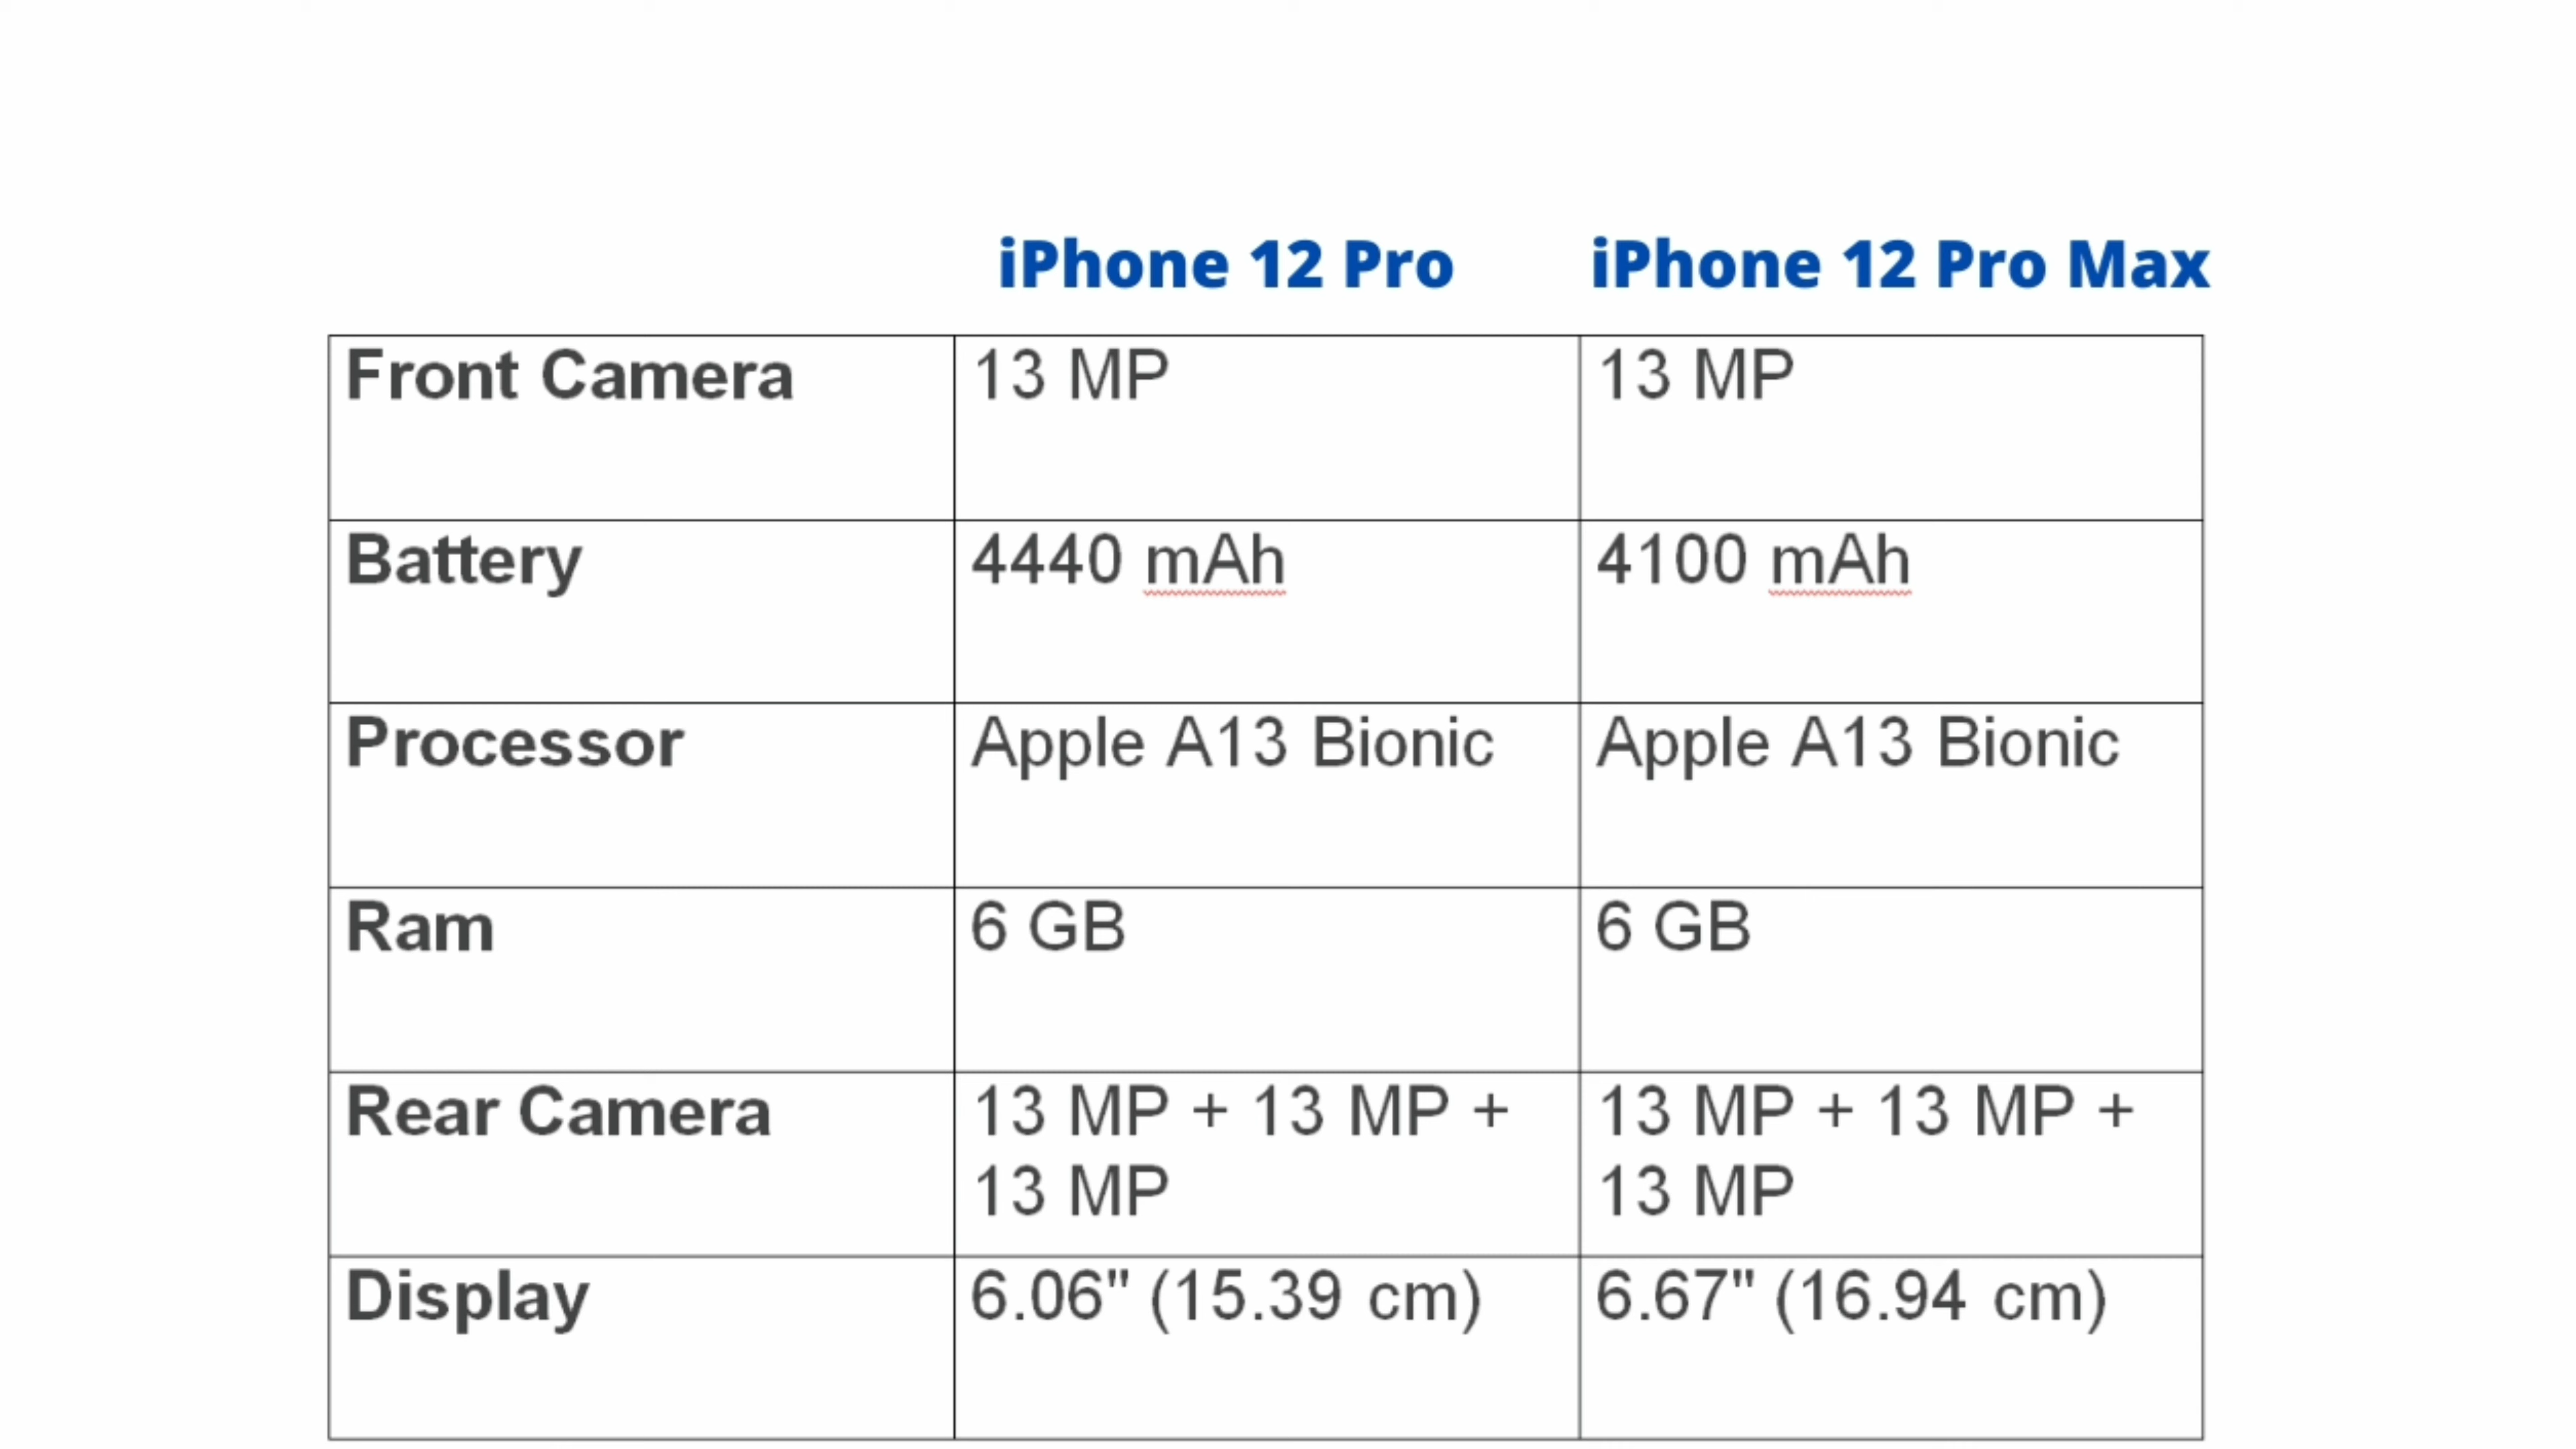 iPhone 12 Pro iPhone 12 Pro Max
Front Camera 13 MP 13 MP
Battery 4440 mAh 4100 mAh
Processor Apple A13 Bionic Apple A13 Bionic
Ram 6 GB 6 GB
Rear Camera 13 MP + 13 MP + 13 MP + 13 MP +
13 MP 13 MP
Display 6.06" (15.39 cm) 6.67" (16.94 cm)